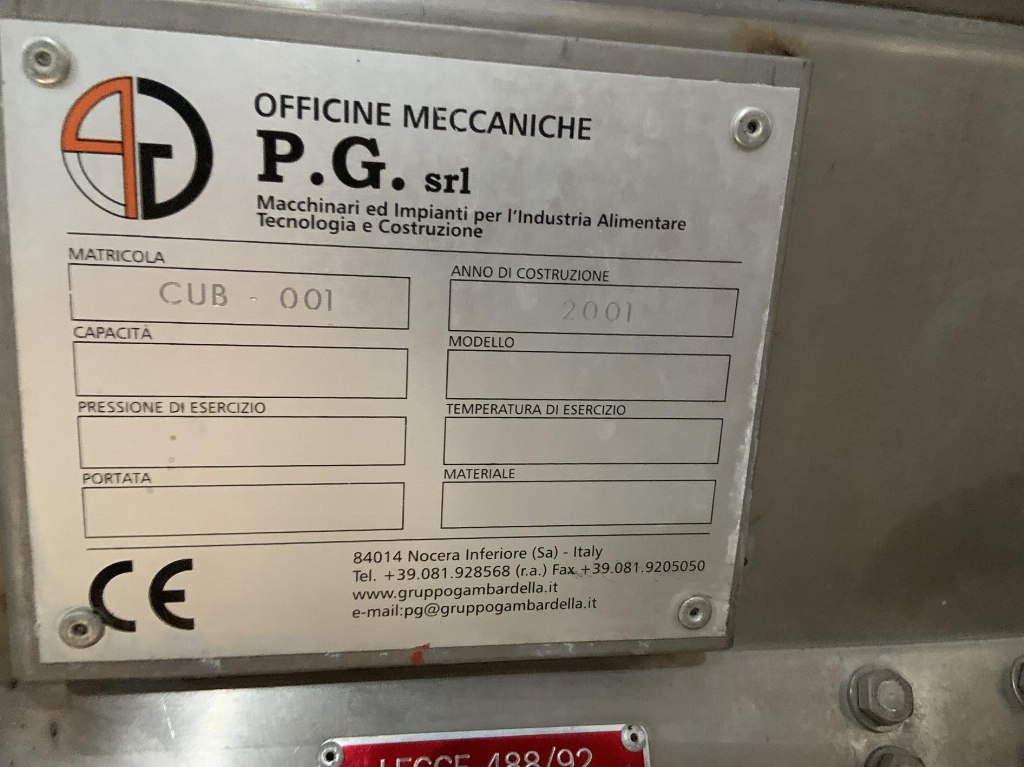 OFFICINE MECCANICHE
P.G. srl
Macchinari ed Impianti per l'Industria Alimentare
Tecnologia e Costruzione
MATRICOLA
CUB - 001
ANNO DI COSTRUZIONE
2001
CAPACITÀ
MODELLO
PRESSIONE DI ESERCIZIO
TEMPERATURA DI ESERCIZIO
PORTATA
MATERIALE
CE
84014 Nocera Inferiore (Sa) - Italy
Tel. +39.081.928568 (r.a.) Fax +39.081.9205050
www.gruppogambardella.it
e-mail:pg@gruppogambardella.it
LEGGE 488/92